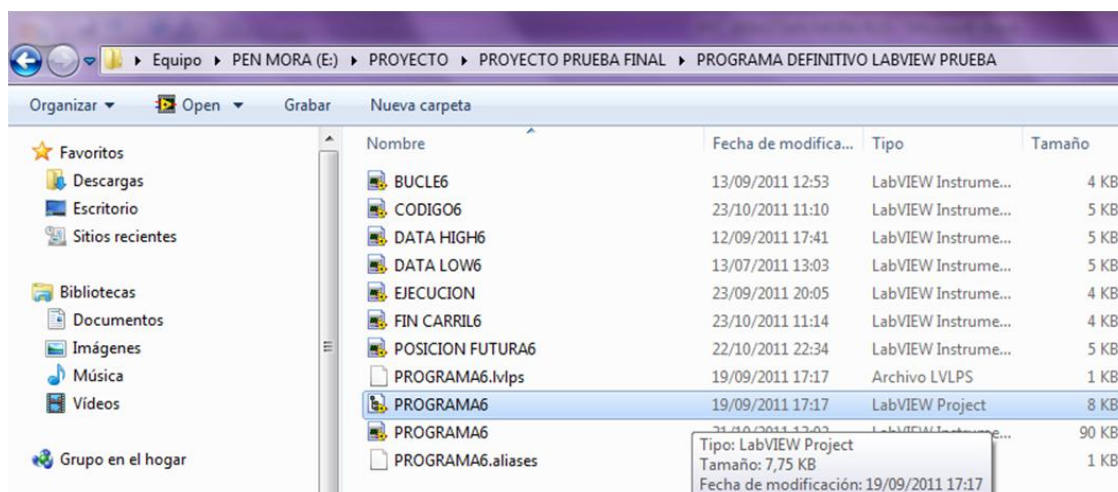 Equipo ▸ PEN MORA (E:) ▸ PROYECTO ▸ PROYECTO PRUEBA FINAL ▸ PROGRAMA DEFINITIVO LABVIEW PRUEBA
Organizar Open Grabar Nueva carpeta
Favoritos
Descargas
Escritorio
Sitios recientes
Bibliotecas
Documentos
Imágenes
Música
Vídeos
Grupo en el hogar
Nombre Fecha de modifica... Tipo Tamaño
BUCLE6 13/09/2011 12:53 LabVIEW Instrume... 4 KB
CODIGO6 23/10/2011 11:10 LabVIEW Instrume... 5 KB
DATA HIGH6 12/09/2011 17:41 LabVIEW Instrume... 5 KB
DATA LOW6 13/07/2011 13:03 LabVIEW Instrume... 5 KB
EJECUCION 23/09/2011 20:05 LabVIEW Instrume... 4 KB
FIN CARRIL6 23/10/2011 11:14 LabVIEW Instrume... 4 KB
POSICION FUTURA6 22/10/2011 22:34 LabVIEW Instrume... 5 KB
PROGRAMA6.lvlps 19/09/2011 17:17 Archivo LVLPS 1 KB
PROGRAMA6 19/09/2011 17:17 LabVIEW Project 8 KB
PROGRAMA6 90 KB
PROGRAMA6.aliases 1 KB
Tipo: LabVIEW Project
Tamaño: 7,75 KB
Fecha de modificación: 19/09/2011 17:17